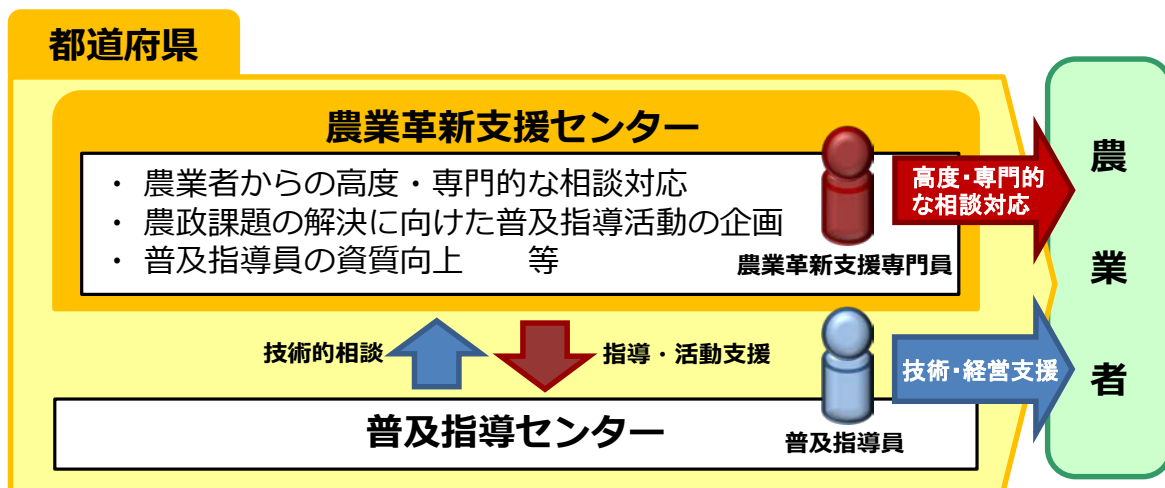 都道府県
農業革新支援センター
・ 農業者からの高度・専門的な相談対応
・ 農政課題の解決に向けた普及指導活動の企画
・ 普及指導員の資質向上　　等
農業革新支援専門員
高度・専門的
な相談対応
技術的相談
指導・活動支援
普及指導センター
普及指導員
技術・経営支援
農業者